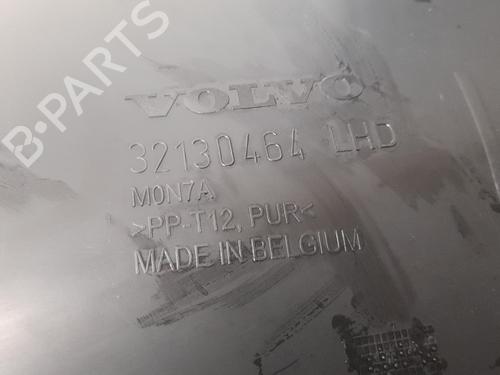 B-PARTS
VOLVO
32130464 LHD
M0N7A
>PP-T12, PUR<
MADE IN BELGIUM